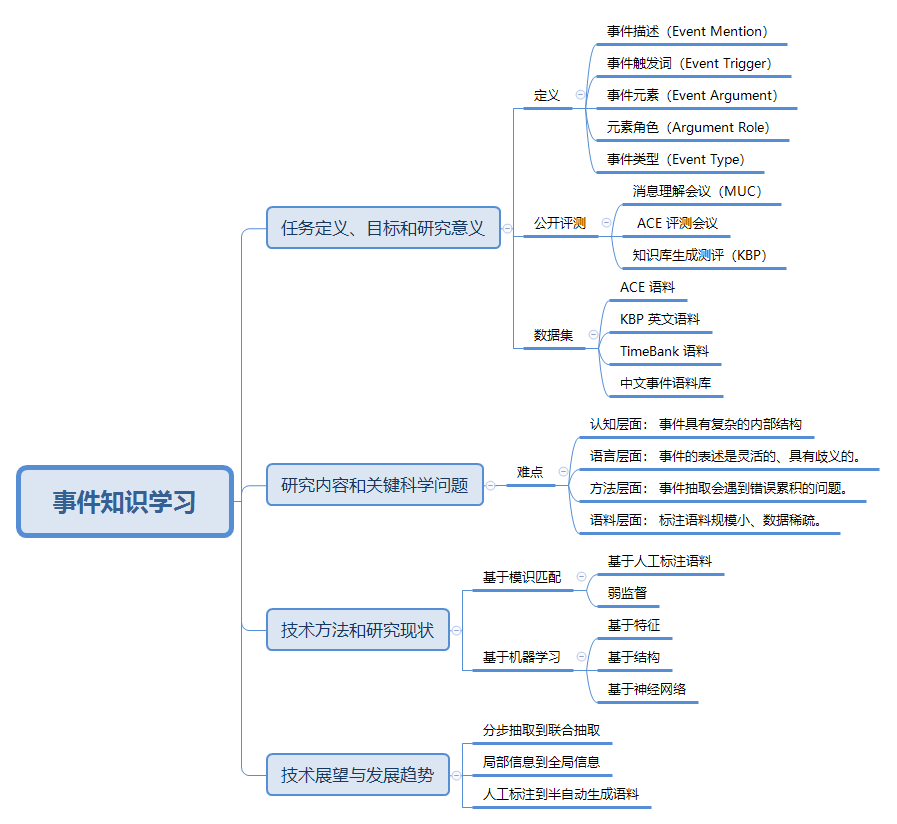 事件知识学习
任务定义、目标和研究意义
定义
事件描述（Event Mention）
事件触发词（Event Trigger）
事件元素（Event Argument）
元素角色（Argument Role）
事件类型（Event Type）
公开评测
消息理解会议（MUC）
ACE 评测会议
知识库生成测评（KBP）
数据集
ACE 语料
KBP 英文语料
TimeBank 语料
中文事件语料库
研究内容和关键科学问题
难点
认知层面： 事件具有复杂的内部结构
语言层面： 事件的表述是灵活的、具有歧义的。
方法层面： 事件抽取会遇到错误累积的问题。
语料层面： 标注语料规模小、数据稀疏。
技术方法和研究现状
基于模识匹配
基于人工标注语料
弱监督
基于机器学习
基于特征
基于结构
基于神经网络
技术展望与发展趋势
分步抽取到联合抽取
局部信息到全局信息
人工标注到半自动生成语料